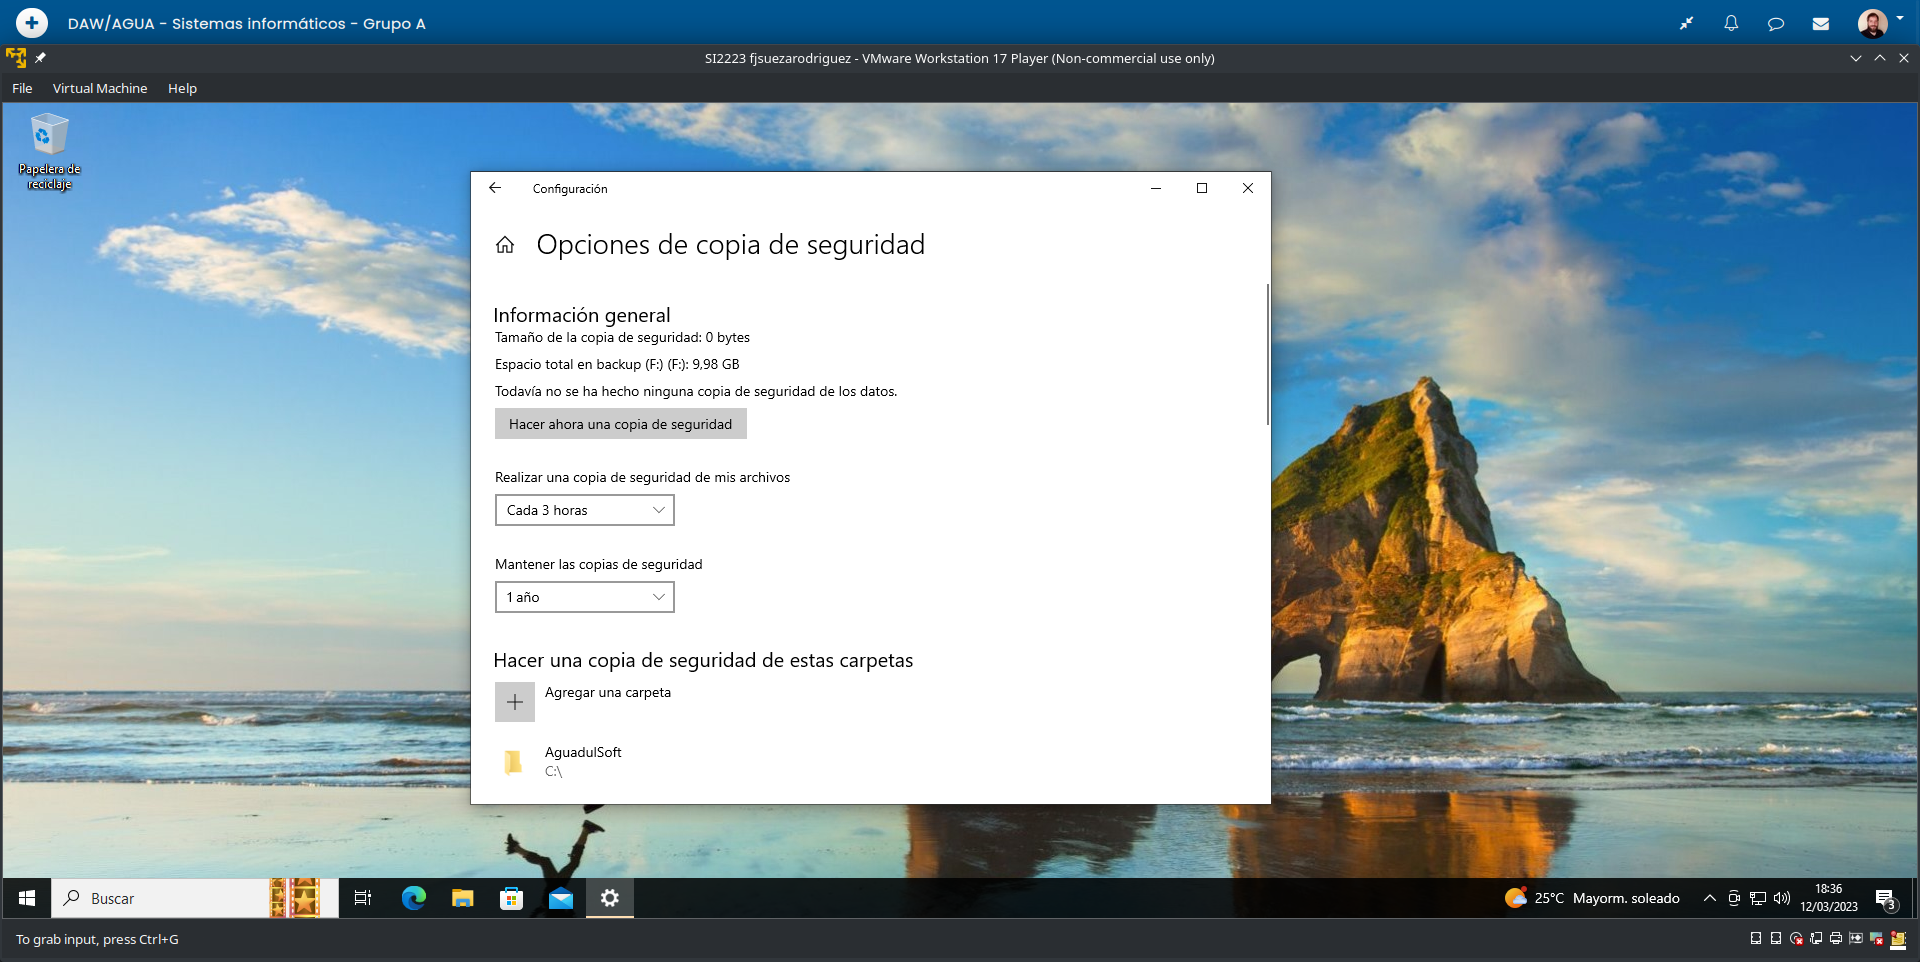 DAW/AGUA - Sistemas informáticos - Grupo A
SI2223 fjsuezarodriguez - VMware Workstation 17 Player (Non-commercial use only)
File Virtual Machine Help
Papelera de
reciclaje
Configuración
Opciones de copia de seguridad
Información general
Tamaño de la copia de seguridad: 0 bytes
Espacio total en backup (F:) (F:): 9,98 GB
Todavía no se ha hecho ninguna copia de seguridad de los datos.
Hacer ahora una copia de seguridad
Realizar una copia de seguridad de mis archivos
Cada 3 horas
Mantener las copias de seguridad
1 año
Hacer una copia de seguridad de estas carpetas
Agregar una carpeta
AguadulSoft
C:\
Buscar
25°C Mayorm. soleado
18:36
12/03/2023
3
To grab input, press Ctrl+G